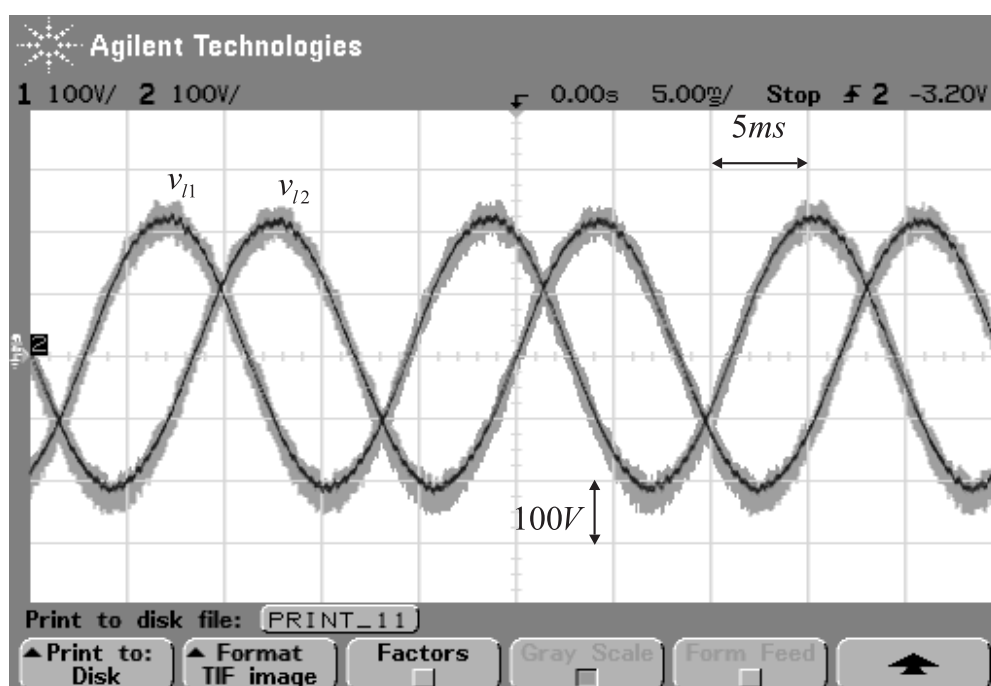 Agilent Technologies
1 100V/ 2 100V/ 0.00s 5.00m̲s/ Stop 2 -3.20V
5ms
v_l1 v_l2
2
100V
Print to disk file: PRINT_11
Print to: Disk
Format TIF image
Factors
Gray Scale
Form Feed